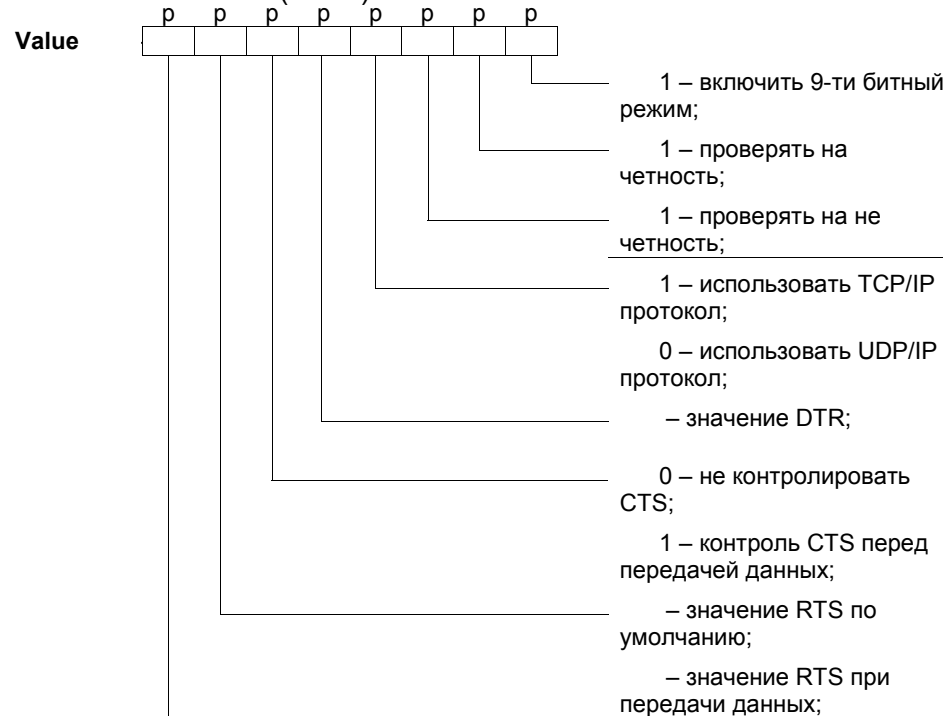 p p p p p p p p
Value
1 – включить 9-ти битный
режим;
1 – проверять на
четность;
1 – проверять на не
четность;
1 – использовать TCP/IP
протокол;
0 – использовать UDP/IP
протокол;
– значение DTR;
0 – не контролировать
CTS;
1 – контроль CTS перед
передачей данных;
– значение RTS по
умолчанию;
– значение RTS при
передачи данных;